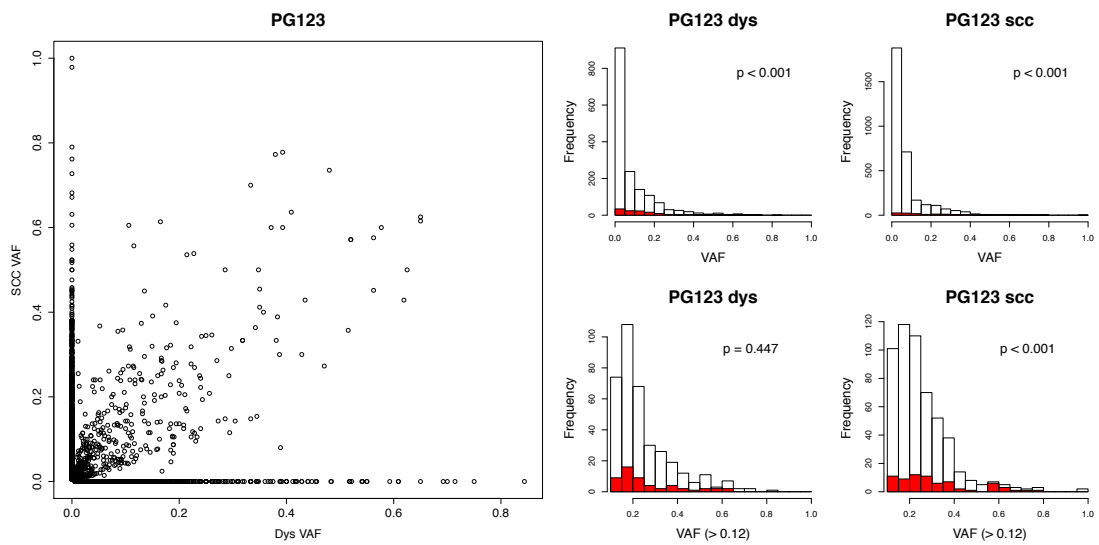 PG123
SCC VAF
1.0
0.8
0.6
0.4
0.2
0.0
0.0 0.2 0.4 0.6 0.8
Dys VAF
PG123 dys
p < 0.001
Frequency
800
600
400
200
0
0.0 0.2 0.4 0.6 0.8 1.0
VAF
PG123 scc
p < 0.001
Frequency
1500
1000
500
0
0.0 0.2 0.4 0.6 0.8 1.0
VAF
PG123 dys
p = 0.447
Frequency
100
80
60
40
20
0
0.2 0.4 0.6 0.8 1.0
VAF (> 0.12)
PG123 scc
p < 0.001
Frequency
120
100
80
60
40
20
0
0.2 0.4 0.6 0.8 1.0
VAF (> 0.12)